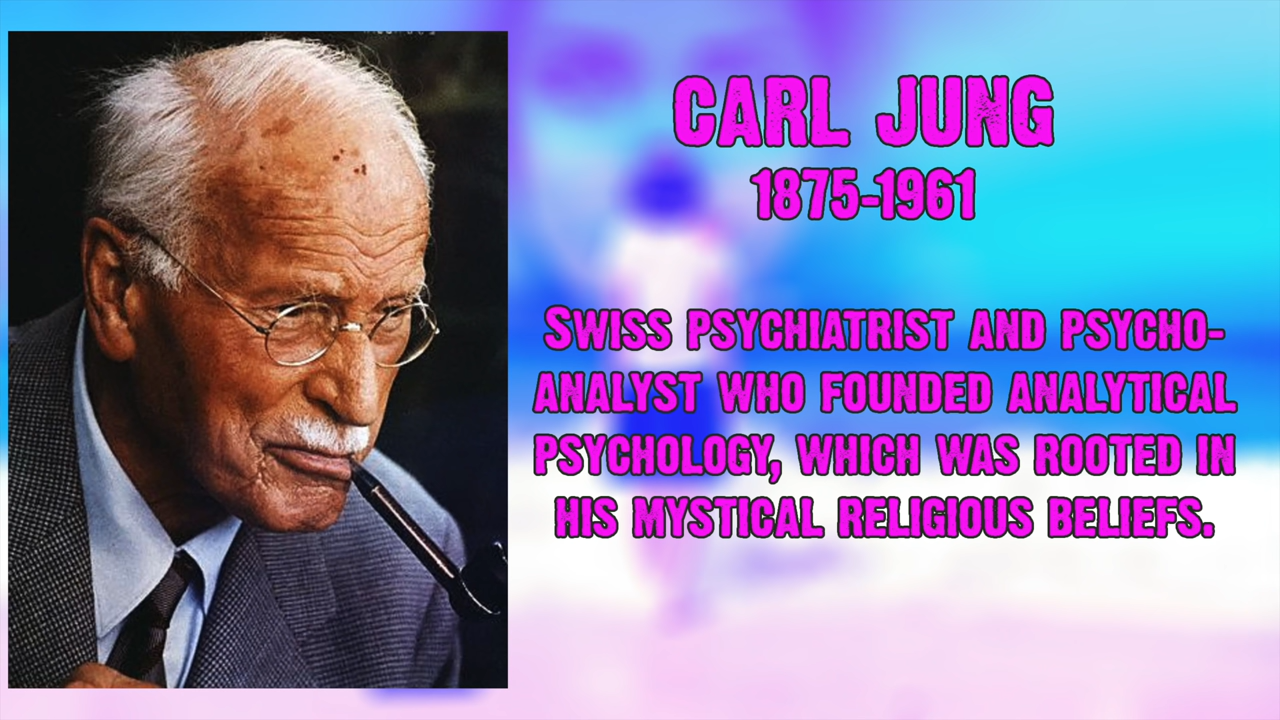 CARL JUNG
1875-1961
SWISS PSYCHIATRIST AND PSYCHO-
ANALYST WHO FOUNDED ANALYTICAL
PSYCHOLOGY, WHICH WAS ROOTED IN
HIS MYSTICAL RELIGIOUS BELIEFS.